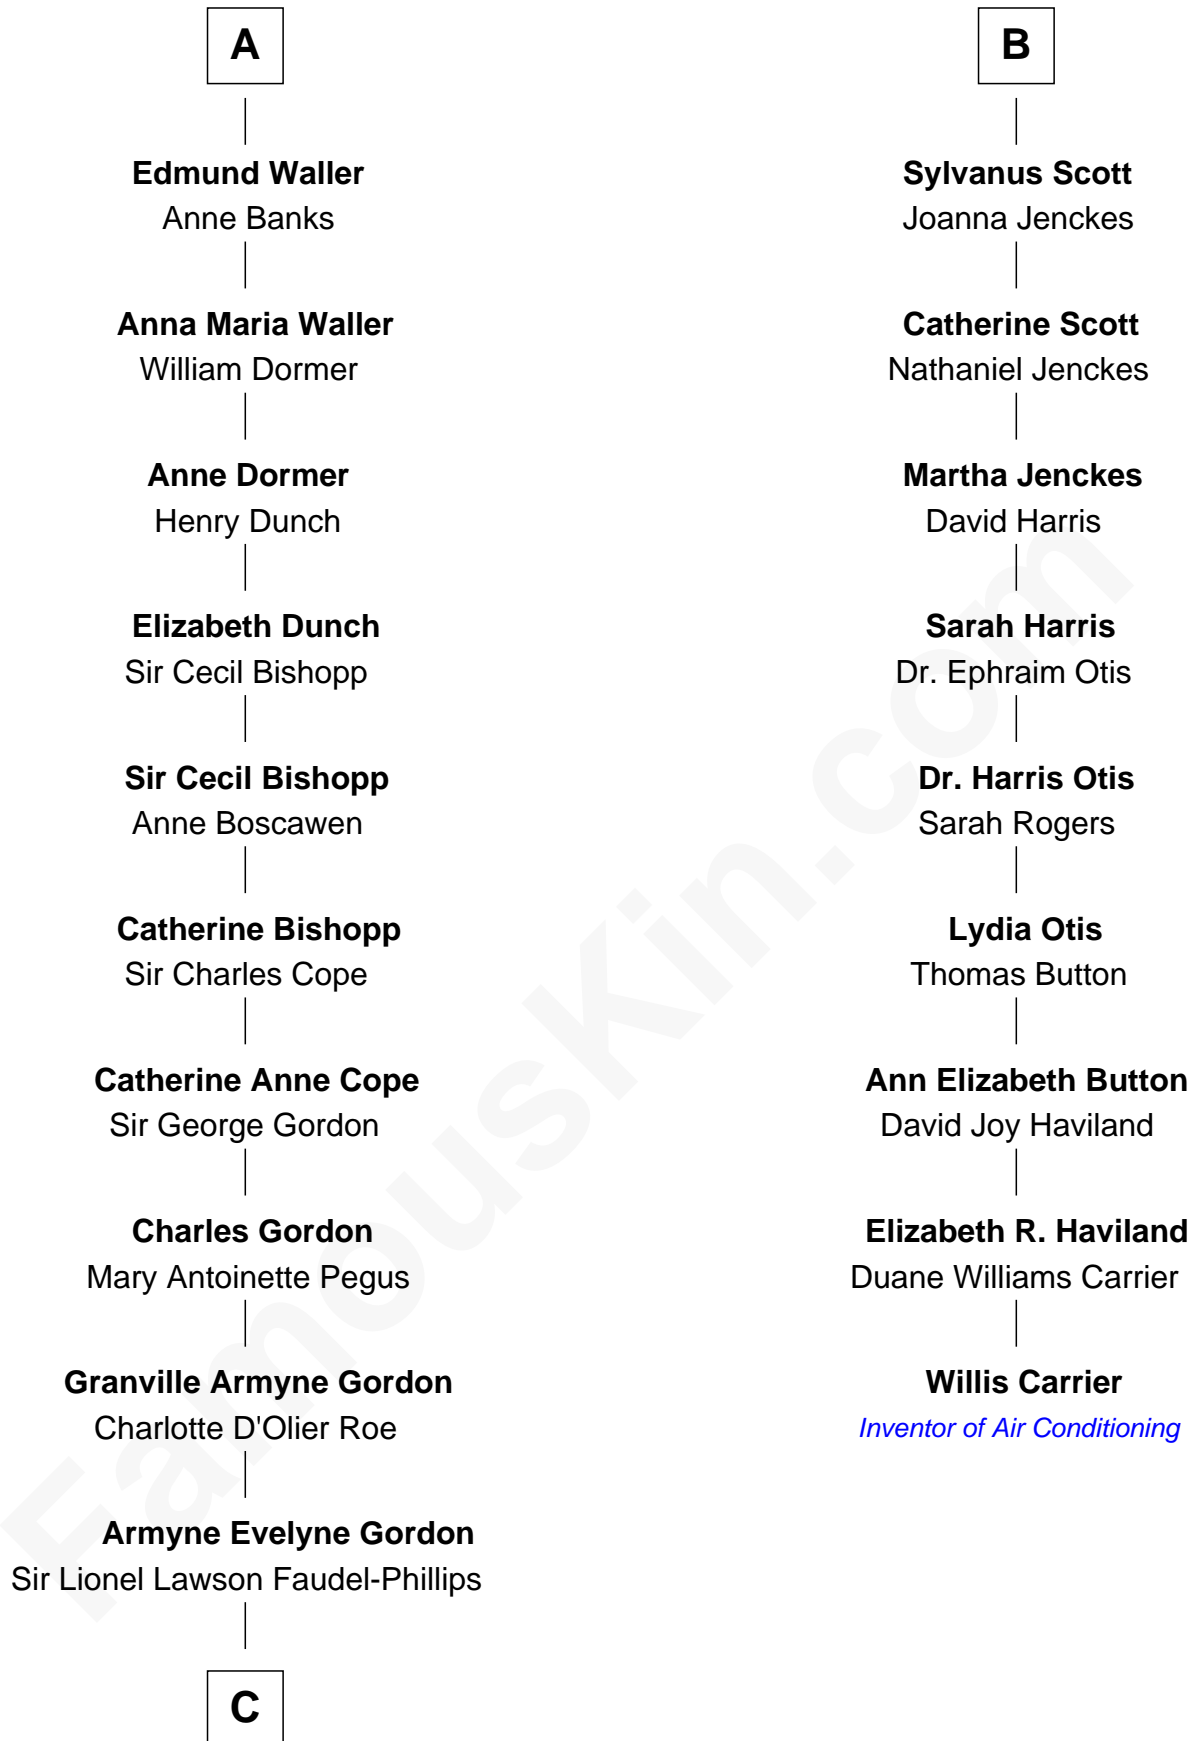 A
Edmund Waller
Anne Banks
Anna Maria Waller
William Dormer
Anne Dormer
Henry Dunch
Elizabeth Dunch
Sir Cecil Bishopp
Sir Cecil Bishopp
Anne Boscawen
Catherine Bishopp
Sir Charles Cope
Catherine Anne Cope
Sir George Gordon
Charles Gordon
Mary Antoinette Pegus
Granville Armyne Gordon
Charlotte D'Olier Roe
Armyne Evelyne Gordon
Sir Lionel Lawson Faudel-Phillips
C
B
Sylvanus Scott
Joanna Jenckes
Catherine Scott
Nathaniel Jenckes
Martha Jenckes
David Harris
Sarah Harris
Dr. Ephraim Otis
Dr. Harris Otis
Sarah Rogers
Lydia Otis
Thomas Button
Ann Elizabeth Button
David Joy Haviland
Elizabeth R. Haviland
Duane Williams Carrier
Willis Carrier
Inventor of Air Conditioning
FamousKin.com